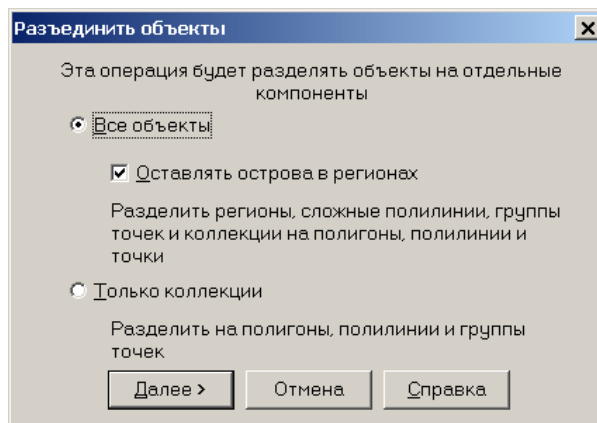 Разъединить объекты
Эта операция будет разделять объекты на отдельные
компоненты
Все объекты
Оставлять острова в регионах
Разделить регионы, сложные полилинии, группы
точек и коллекции на полигоны, полилинии и
точки
Только коллекции
Разделить на полигоны, полилинии и группы
точек
Далее > Отмена Справка